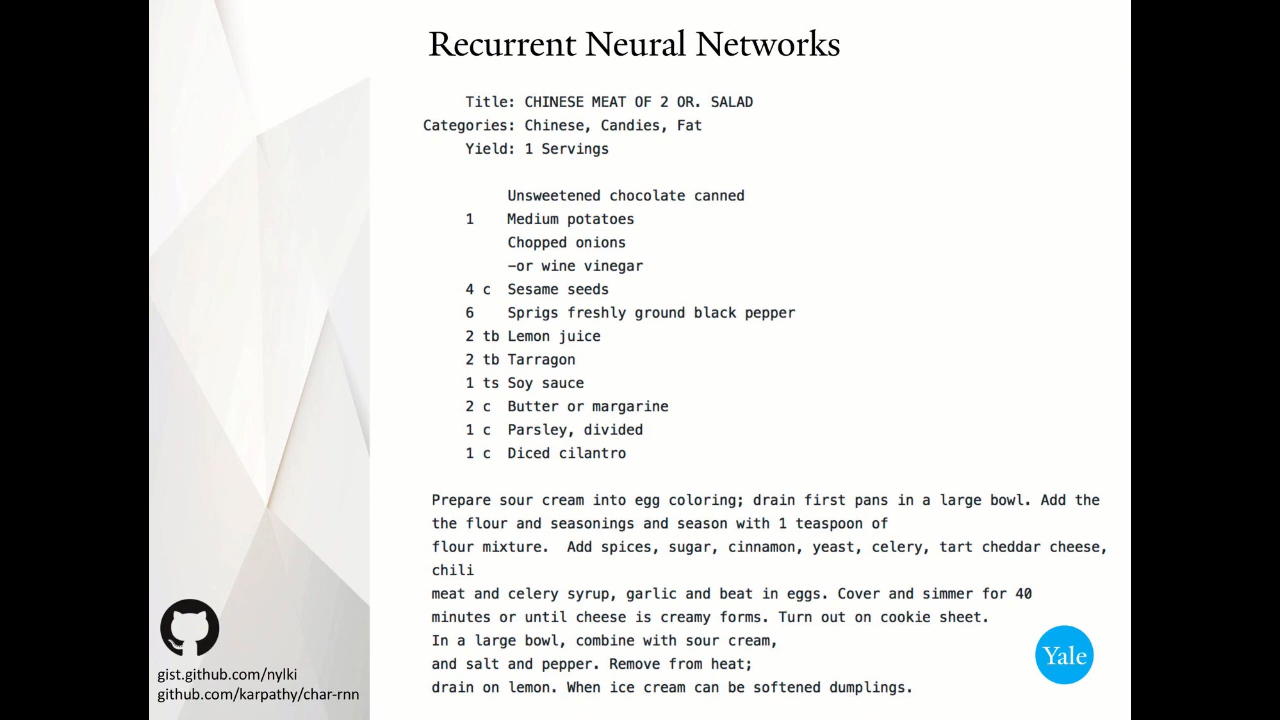 Recurrent Neural Networks
Title: CHINESE MEAT OF 2 OR. SALAD
Categories: Chinese, Candies, Fat
Yield: 1 Servings
Unsweetened chocolate canned
1 Medium potatoes
Chopped onions
-or wine vinegar
4 c Sesame seeds
6 Sprigs freshly ground black pepper
2 tb Lemon juice
2 tb Tarragon
1 ts Soy sauce
2 c Butter or margarine
1 c Parsley, divided
1 c Diced cilantro
Prepare sour cream into egg coloring; drain first pans in a large bowl. Add the
the flour and seasonings and season with 1 teaspoon of
flour mixture. Add spices, sugar, cinnamon, yeast, celery, tart cheddar cheese,
chili
meat and celery syrup, garlic and beat in eggs. Cover and simmer for 40
minutes or until cheese is creamy forms. Turn out on cookie sheet.
In a large bowl, combine with sour cream,
and salt and pepper. Remove from heat;
drain on lemon. When ice cream can be softened dumplings.
gist.github.com/nylki
github.com/karpathy/char-rnn
Yale